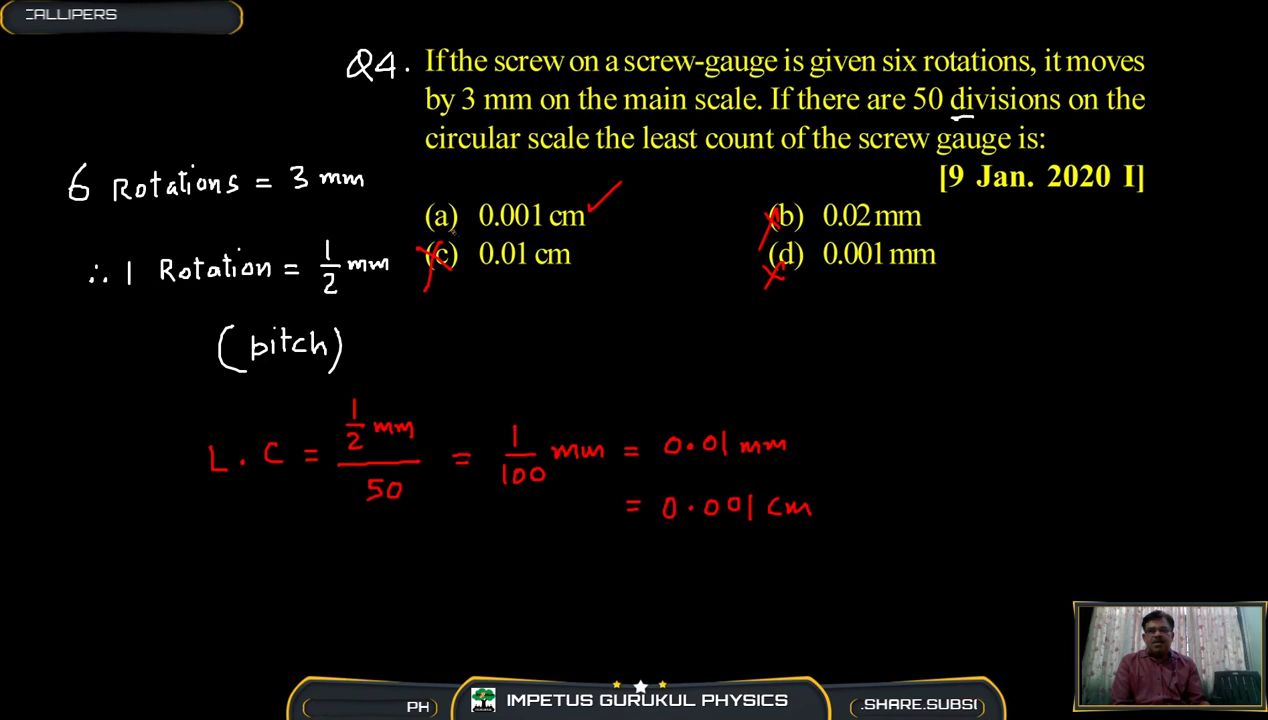 CALLIPERS
Q4. If the screw on a screw-gauge is given six rotations, it moves
by 3 mm on the main scale. If there are 50 divisions on the
circular scale the least count of the screw gauge is:
[9 Jan. 2020 I]
(a) 0.001 cm (b) 0.02 mm
(c) 0.01 cm (d) 0.001 mm
6 Rotations = 3 mm
∴ 1 Rotation = 1/2 mm
(pitch)
L.C = 1/2 mm / 50 = 1/100 mm = 0.01 mm
= 0.001 cm
PH
IMPETUS GURUKUL PHYSICS
.SHARE.SUBS